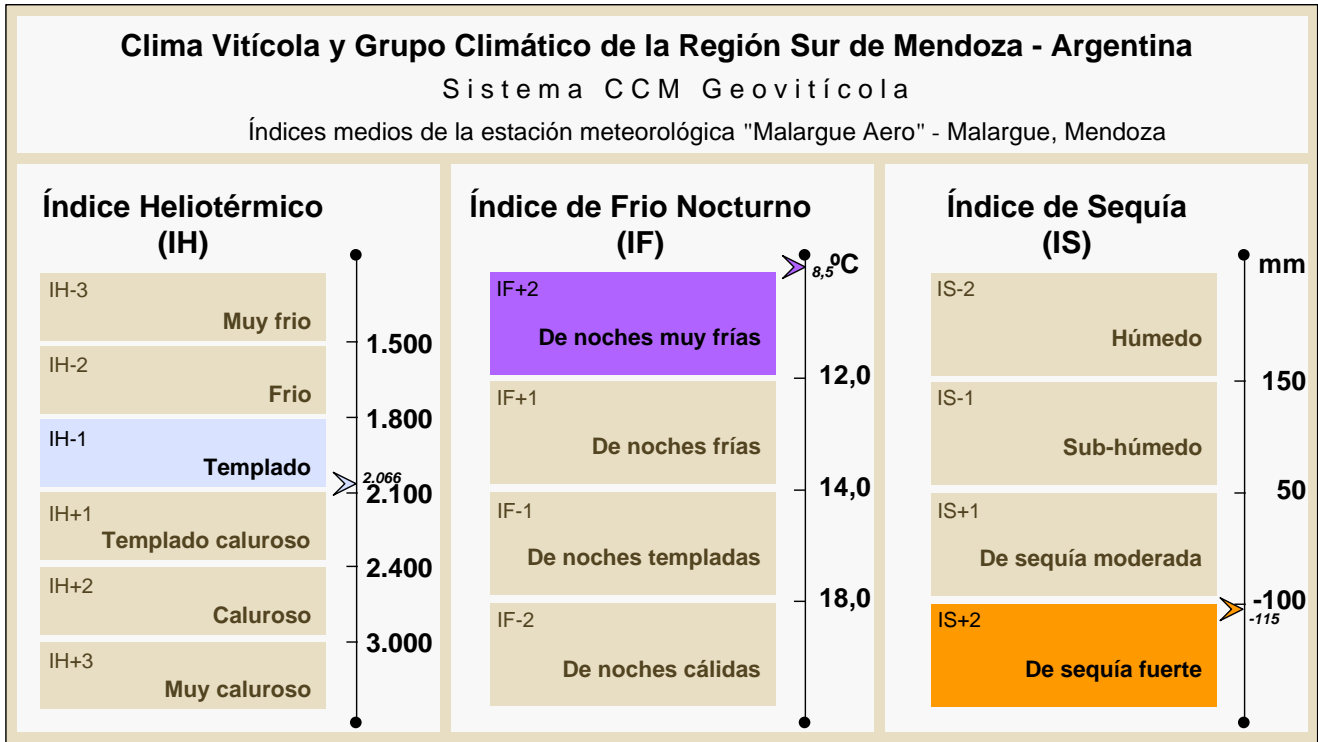 Clima Vitícola y Grupo Climático de la Región Sur de Mendoza - Argentina
Sistema CCM Geovitícola
Índices medios de la estación meteorológica "Malargue Aero" - Malargue, Mendoza
Índice Heliotérmico
(IH)
IH-3
Muy frio
1.500
IH-2
Frio
1.800
IH-1
Templado
2.066
2.100
IH+1
Templado caluroso
2.400
IH+2
Caluroso
3.000
IH+3
Muy caluroso
Índice de Frio Nocturno
(IF)
8,5
ºC
IF+2
De noches muy frías
12,0
IF+1
De noches frías
14,0
IF-1
De noches templadas
18,0
IF-2
De noches cálidas
Índice de Sequía
(IS)
mm
IS-2
Húmedo
150
IS-1
Sub-húmedo
50
IS+1
De sequía moderada
-100
-115
IS+2
De sequía fuerte